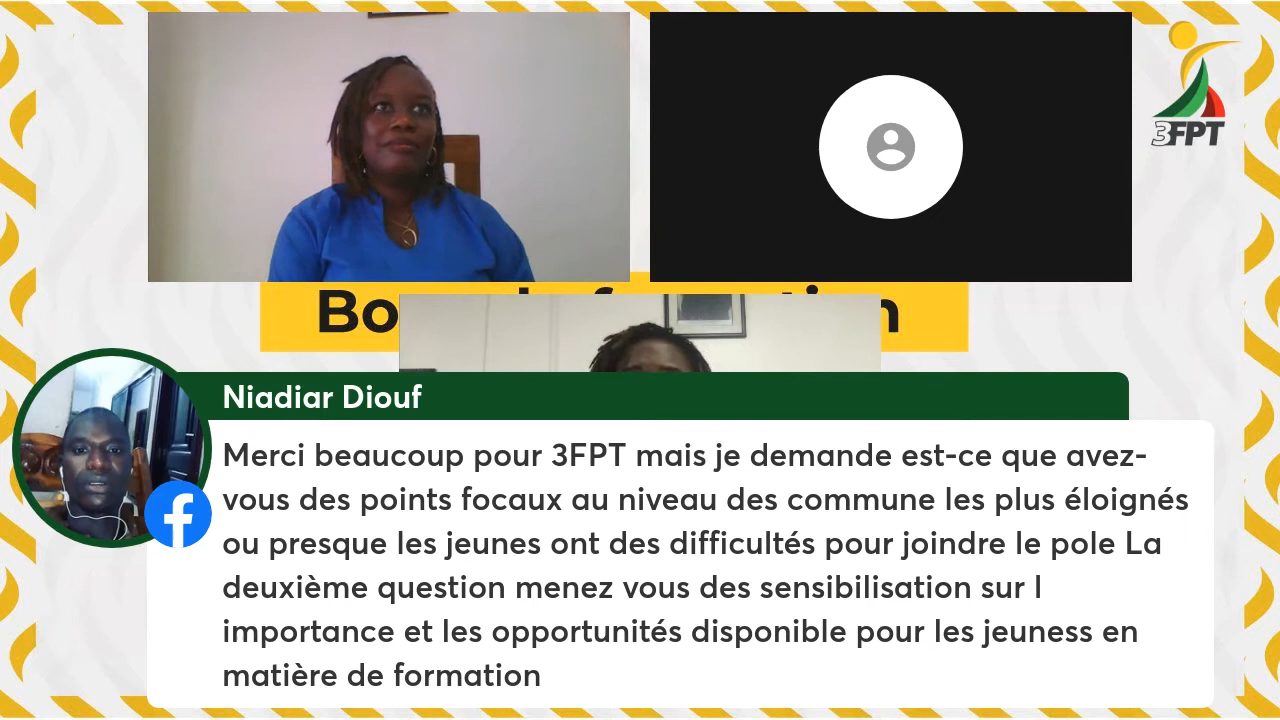 3FPT
Bo n
Niadiar Diouf
Merci beaucoup pour 3FPT mais je demande est-ce que avez-
vous des points focaux au niveau des commune les plus éloignés
ou presque les jeunes ont des difficultés pour joindre le pole La
deuxième question menez vous des sensibilisation sur l
importance et les opportunités disponible pour les jeuness en
matière de formation